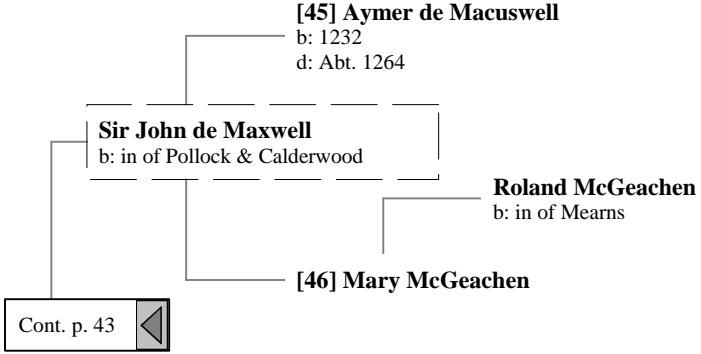 [45] Aymer de Macuswell
b: 1232
d: Abt. 1264
Sir John de Maxwell
b: in of Pollock & Calderwood
Roland McGeachen
b: in of Mearns
[46] Mary McGeachen
Cont. p. 43